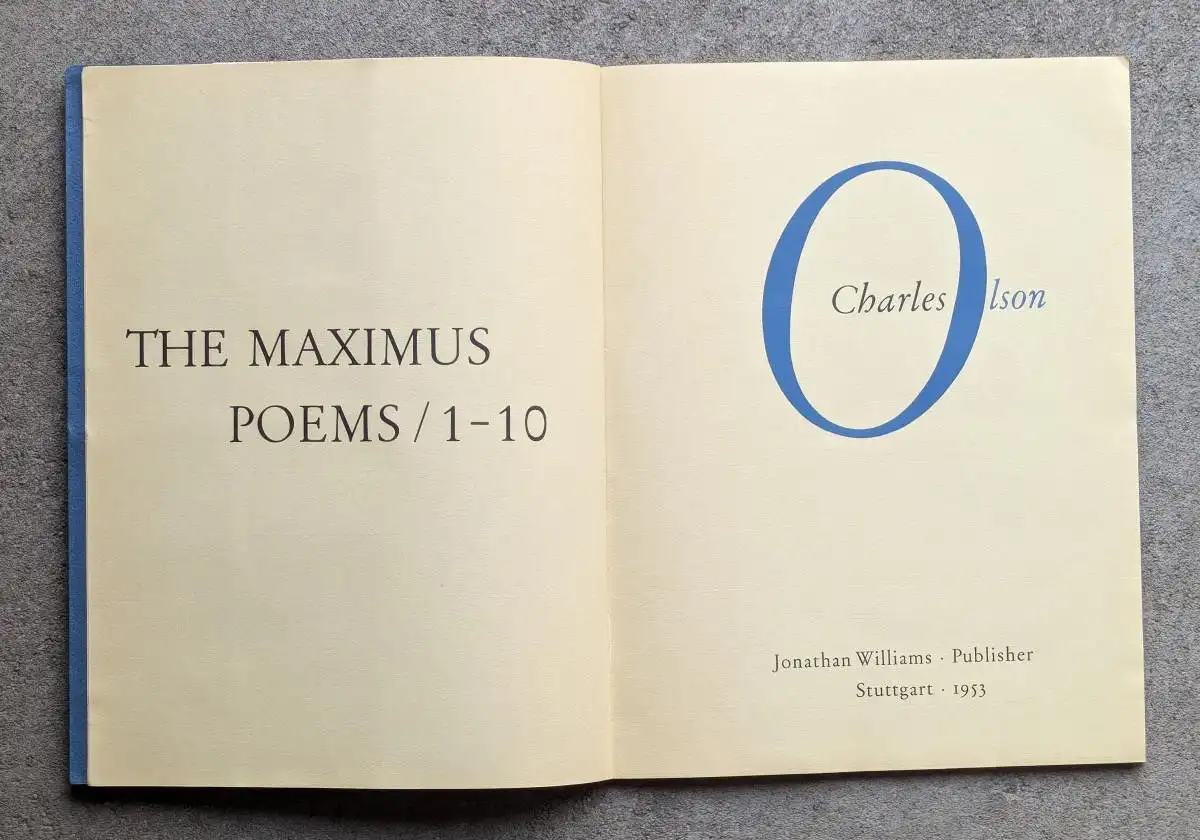 THE MAXIMUS
POEMS / 1–10
Charles Olson
Jonathan Williams · Publisher
Stuttgart · 1953